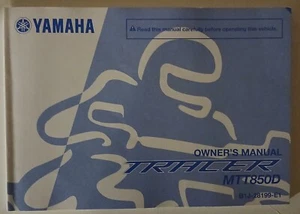 YAMAHA
Read this manual carefully before operating this vehicle.
OWNER'S MANUAL
TRACER
MTT850D